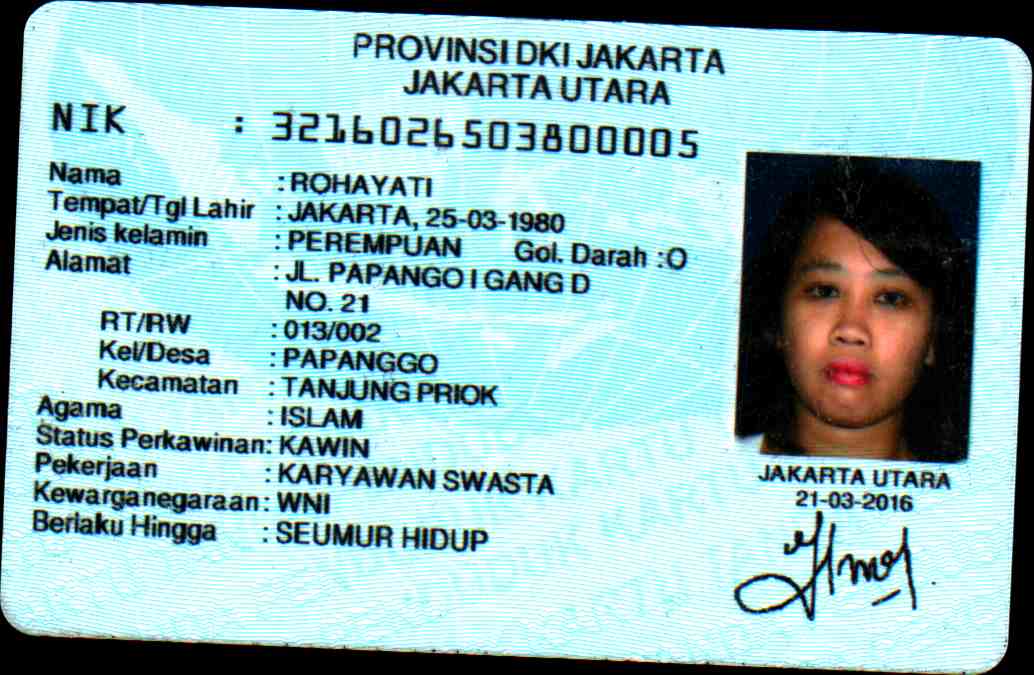 PROVINSI DKI JAKARTA
JAKARTA UTARA
NIK : 3216026503800005
Nama : ROHAYATI
Tempat/Tgl Lahir : JAKARTA, 25-03-1980
Jenis kelamin : PEREMPUAN Gol. Darah : O
Alamat : JL. PAPANGO I GANG D
NO. 21
RT/RW : 013/002
Kel/Desa : PAPANGGO
Kecamatan : TANJUNG PRIOK
Agama : ISLAM
Status Perkawinan: KAWIN
Pekerjaan : KARYAWAN SWASTA
Kewarganegaraan: WNI
Berlaku Hingga : SEUMUR HIDUP
JAKARTA UTARA
21-03-2016